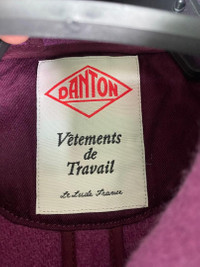 DANTON
Vêtements
de
Travail
Le Lude France